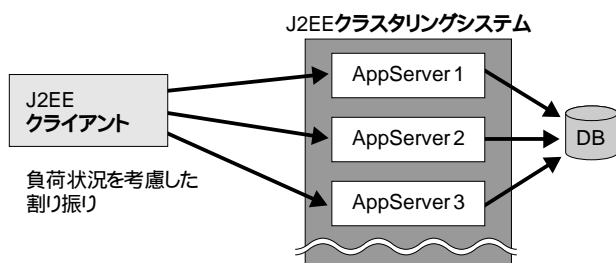 J2EEクラスタリングシステム
J2EE
クライアント
負荷状況を考慮した
割り振り
AppServer 1
AppServer 2
AppServer 3
DB